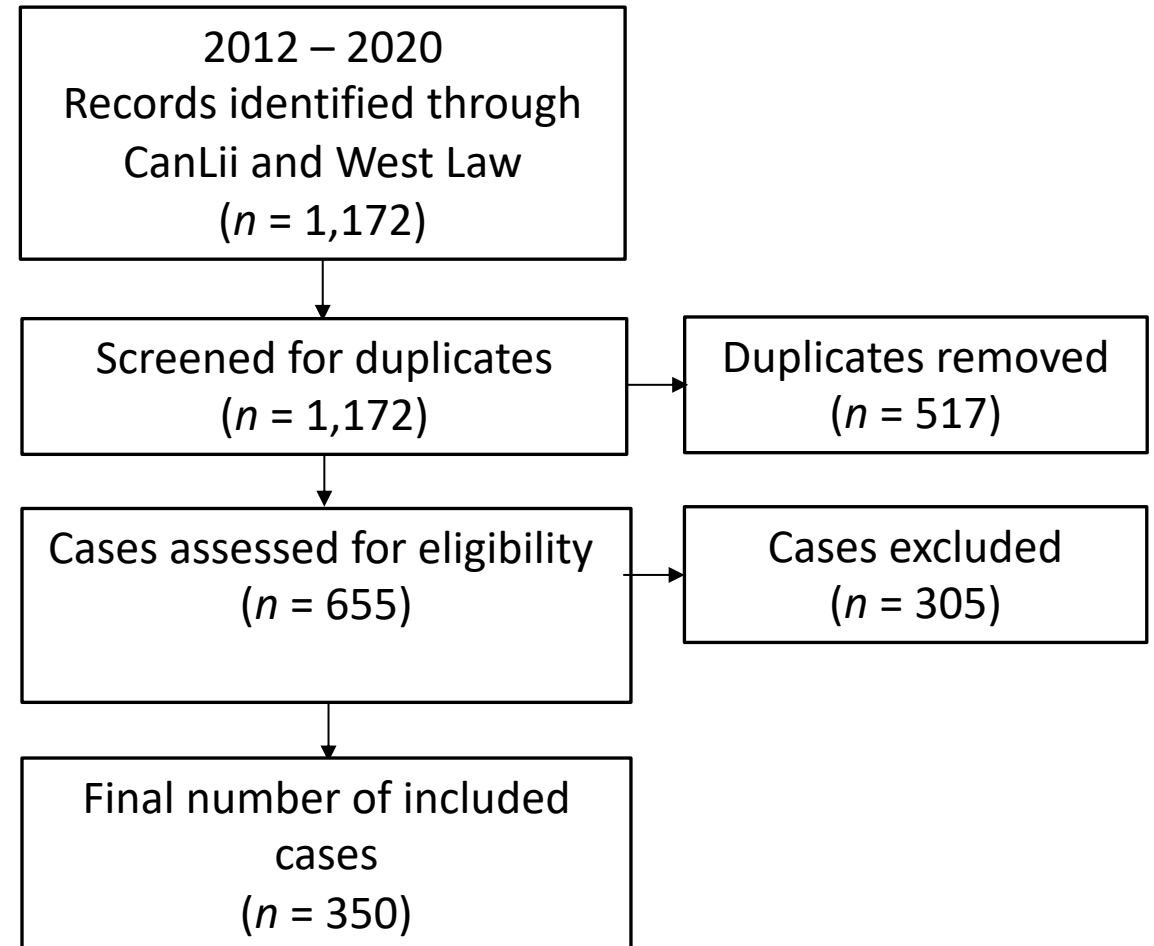 2012 – 2020
Records identified through
CanLii and West Law
(n = 1,172)
Screened for duplicates
(n = 1,172)
Duplicates removed
(n = 517)
Cases assessed for eligibility
(n = 655)
Cases excluded
(n = 305)
Final number of included
cases
(n = 350)